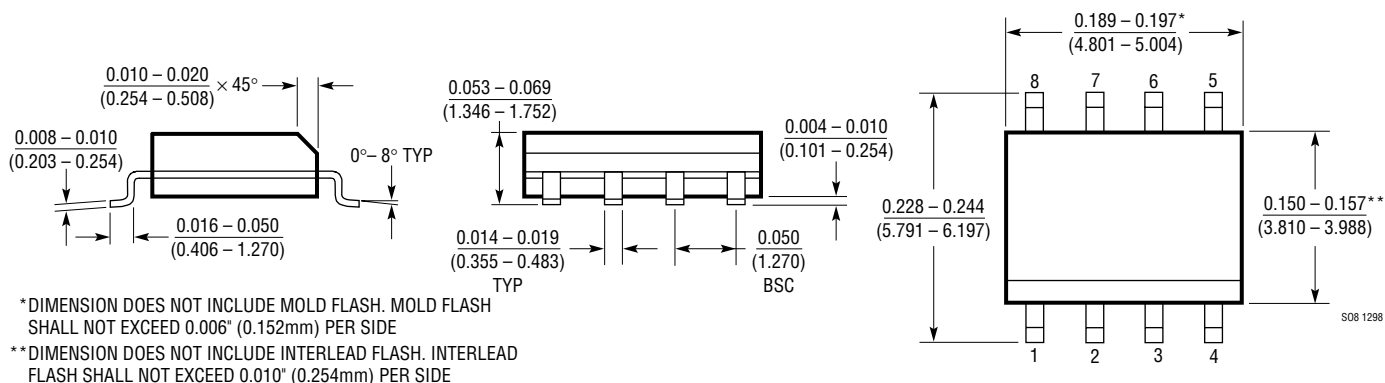 0.010 – 0.020
(0.254 – 0.508)
× 45°
0.008 – 0.010
(0.203 – 0.254)
0°– 8° TYP
0.016 – 0.050
(0.406 – 1.270)
0.053 – 0.069
(1.346 – 1.752)
0.004 – 0.010
(0.101 – 0.254)
0.014 – 0.019
(0.355 – 0.483)
TYP
0.050
(1.270)
BSC
0.189 – 0.197*
(4.801 – 5.004)
8 7 6 5
0.228 – 0.244
(5.791 – 6.197)
0.150 – 0.157**
(3.810 – 3.988)
1 2 3 4
SO8 1298
*DIMENSION DOES NOT INCLUDE MOLD FLASH. MOLD FLASH
SHALL NOT EXCEED 0.006" (0.152mm) PER SIDE
**DIMENSION DOES NOT INCLUDE INTERLEAD FLASH. INTERLEAD
FLASH SHALL NOT EXCEED 0.010" (0.254mm) PER SIDE